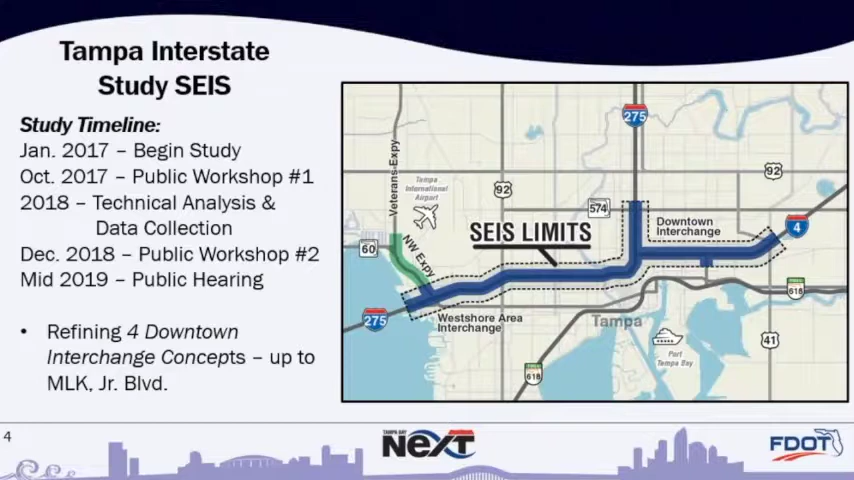 Tampa Interstate
Study SEIS
Study Timeline:
Jan. 2017 – Begin Study
Oct. 2017 – Public Workshop #1
2018 – Technical Analysis &
Data Collection
Dec. 2018 – Public Workshop #2
Mid 2019 – Public Hearing
• Refining 4 Downtown
Interchange Concepts – up to
MLK, Jr. Blvd.
275
Veterans-Expy
Tampa
International
Airport
92
92
574
Downtown
Interchange
4
SEIS LIMITS
60
NW Expy
618
275
Westshore Area
Interchange
Tampa
41
Port
Tampa Bay
618
4
TAMPA BAY
NEXT
FDOT